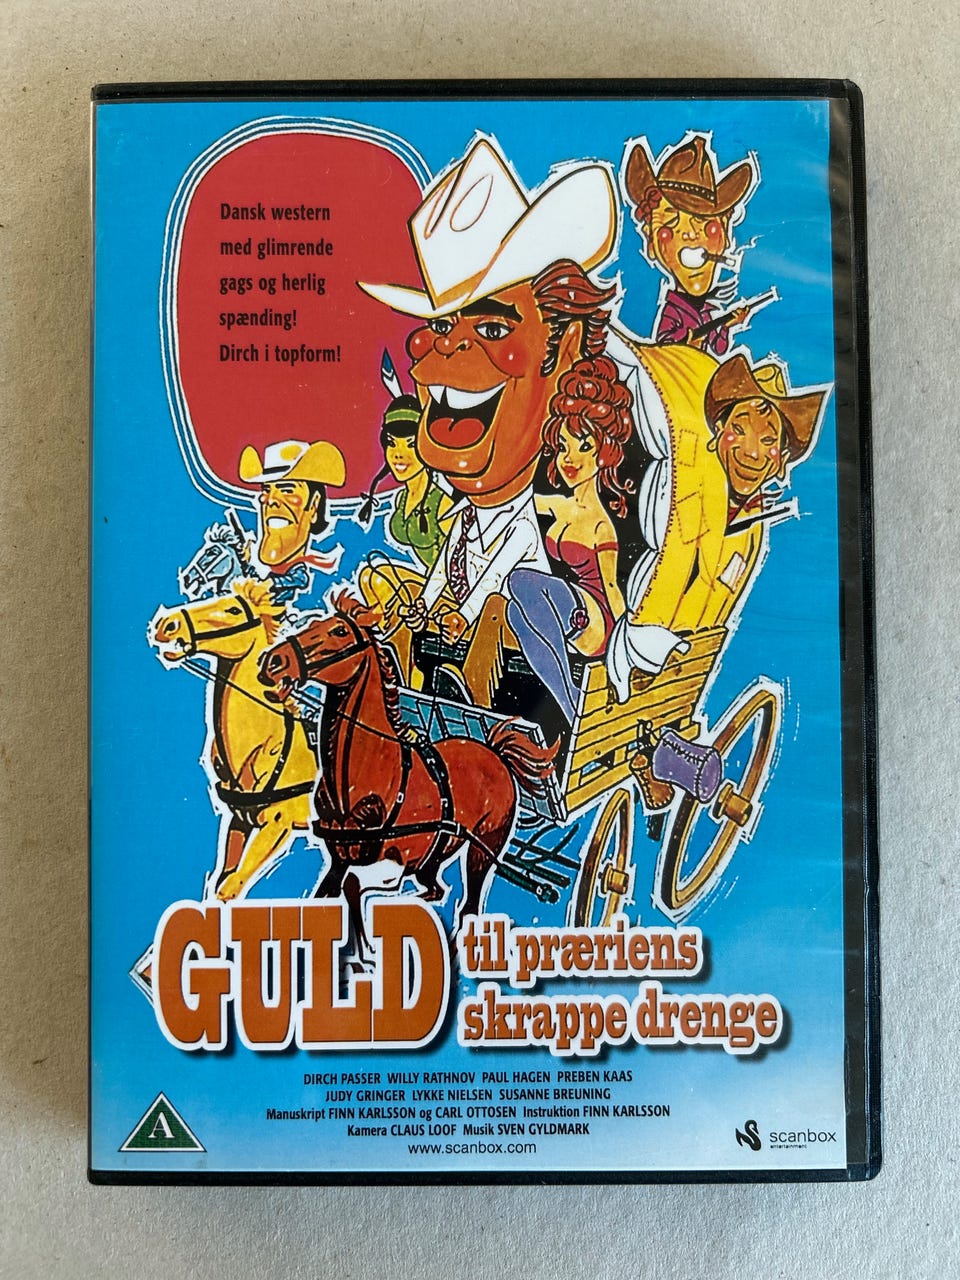 Dansk western
med glimrende
gags og herlig
spænding!
Dirch i topform!
GULD
til præriens
skrappe drenge
DIRCH PASSER WILLY RATHNOV PAUL HAGEN PREBEN KAAS
JUDY GRINGER LYKKE NIELSEN SUSANNE BREUNING
Manuskript FINN KARLSSON og CARL OTTOSEN Instruktion FINN KARLSSON
Kamera CLAUS LOOF Musik SVEN GYLDMARK
www.scanbox.com
A
scanbox
entertainment